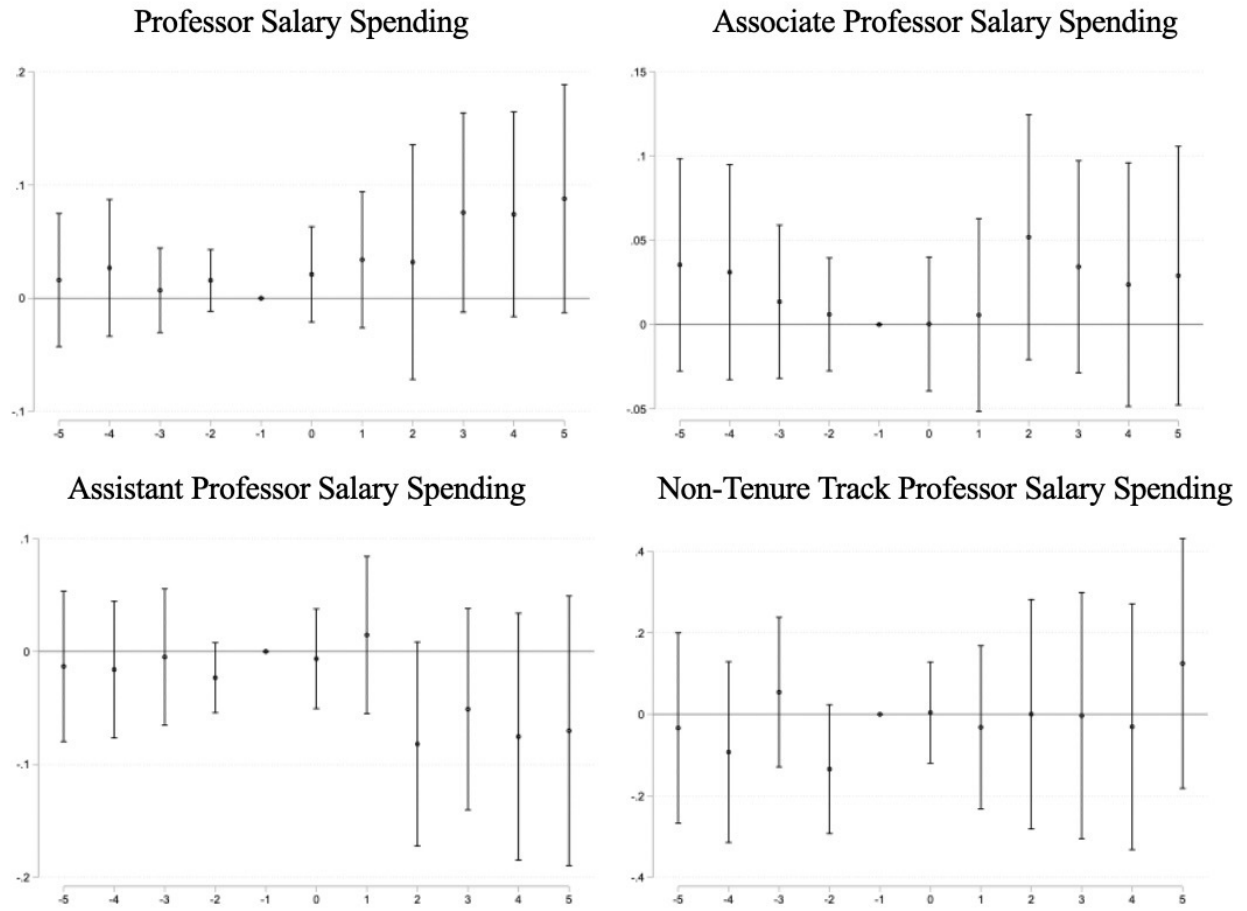 Professor Salary Spending
Associate Professor Salary Spending
.2
.1
0
-.1
-5 -4 -3 -2 -1 0 1 2 3 4 5
.15
.1
.05
0
-.05
-5 -4 -3 -2 -1 0 1 2 3 4 5
Assistant Professor Salary Spending
Non-Tenure Track Professor Salary Spending
.1
0
-.1
-.2
-5 -4 -3 -2 -1 0 1 2 3 4 5
.4
.2
0
-.2
-.4
-5 -4 -3 -2 -1 0 1 2 3 4 5